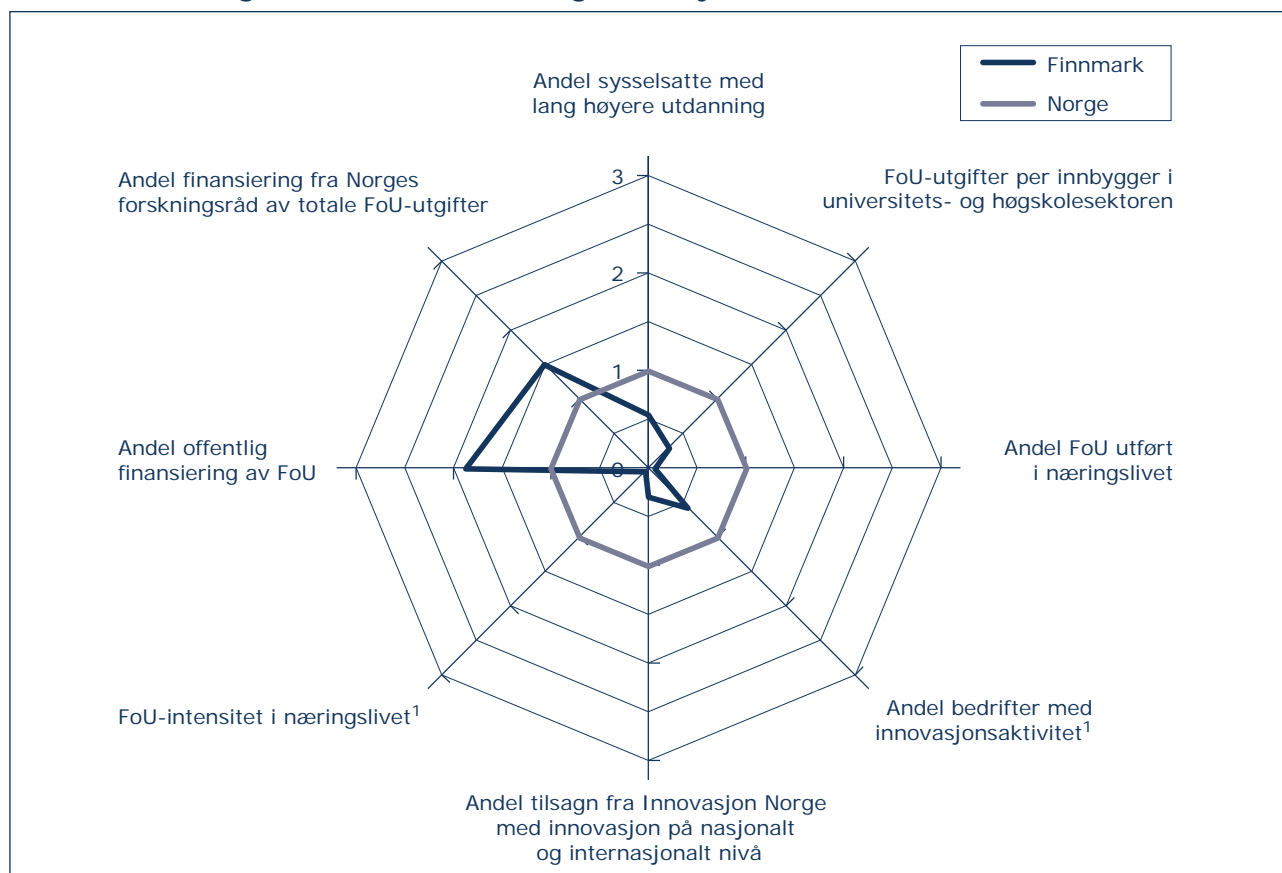 Finnmark
Norge
Andel sysselsatte med
lang høyere utdanning
Andel finansiering fra Norges
forskningsråd av totale FoU-utgifter
FoU-utgifter per innbygger i
universitets- og høgskolesektoren
3
2
1
0
Andel offentlig
finansiering av FoU
Andel FoU utført
i næringslivet
FoU-intensitet i næringslivet¹
Andel bedrifter med
innovasjonsaktivitet¹
Andel tilsagn fra Innovasjon Norge
med innovasjon på nasjonalt
og internasjonalt nivå